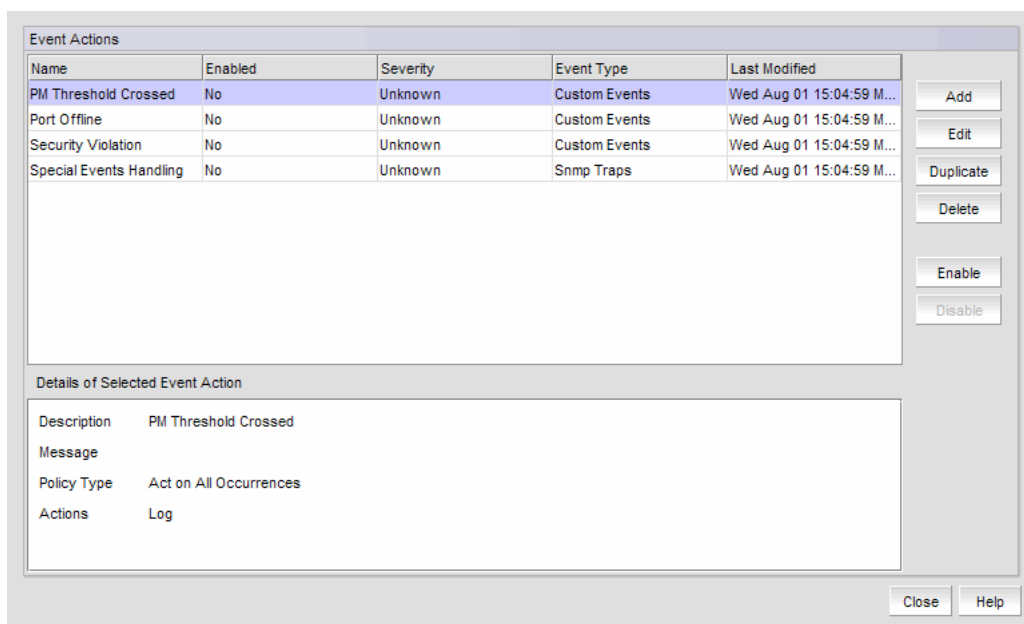 Event Actions
Name Enabled Severity Event Type Last Modified
PM Threshold Crossed No Unknown Custom Events Wed Aug 01 15:04:59 M...
Port Offline No Unknown Custom Events Wed Aug 01 15:04:59 M...
Security Violation No Unknown Custom Events Wed Aug 01 15:04:59 M...
Special Events Handling No Unknown Snmp Traps Wed Aug 01 15:04:59 M...
Add
Edit
Duplicate
Delete
Enable
Disable
Details of Selected Event Action
Description PM Threshold Crossed
Message
Policy Type Act on All Occurrences
Actions Log
Close Help